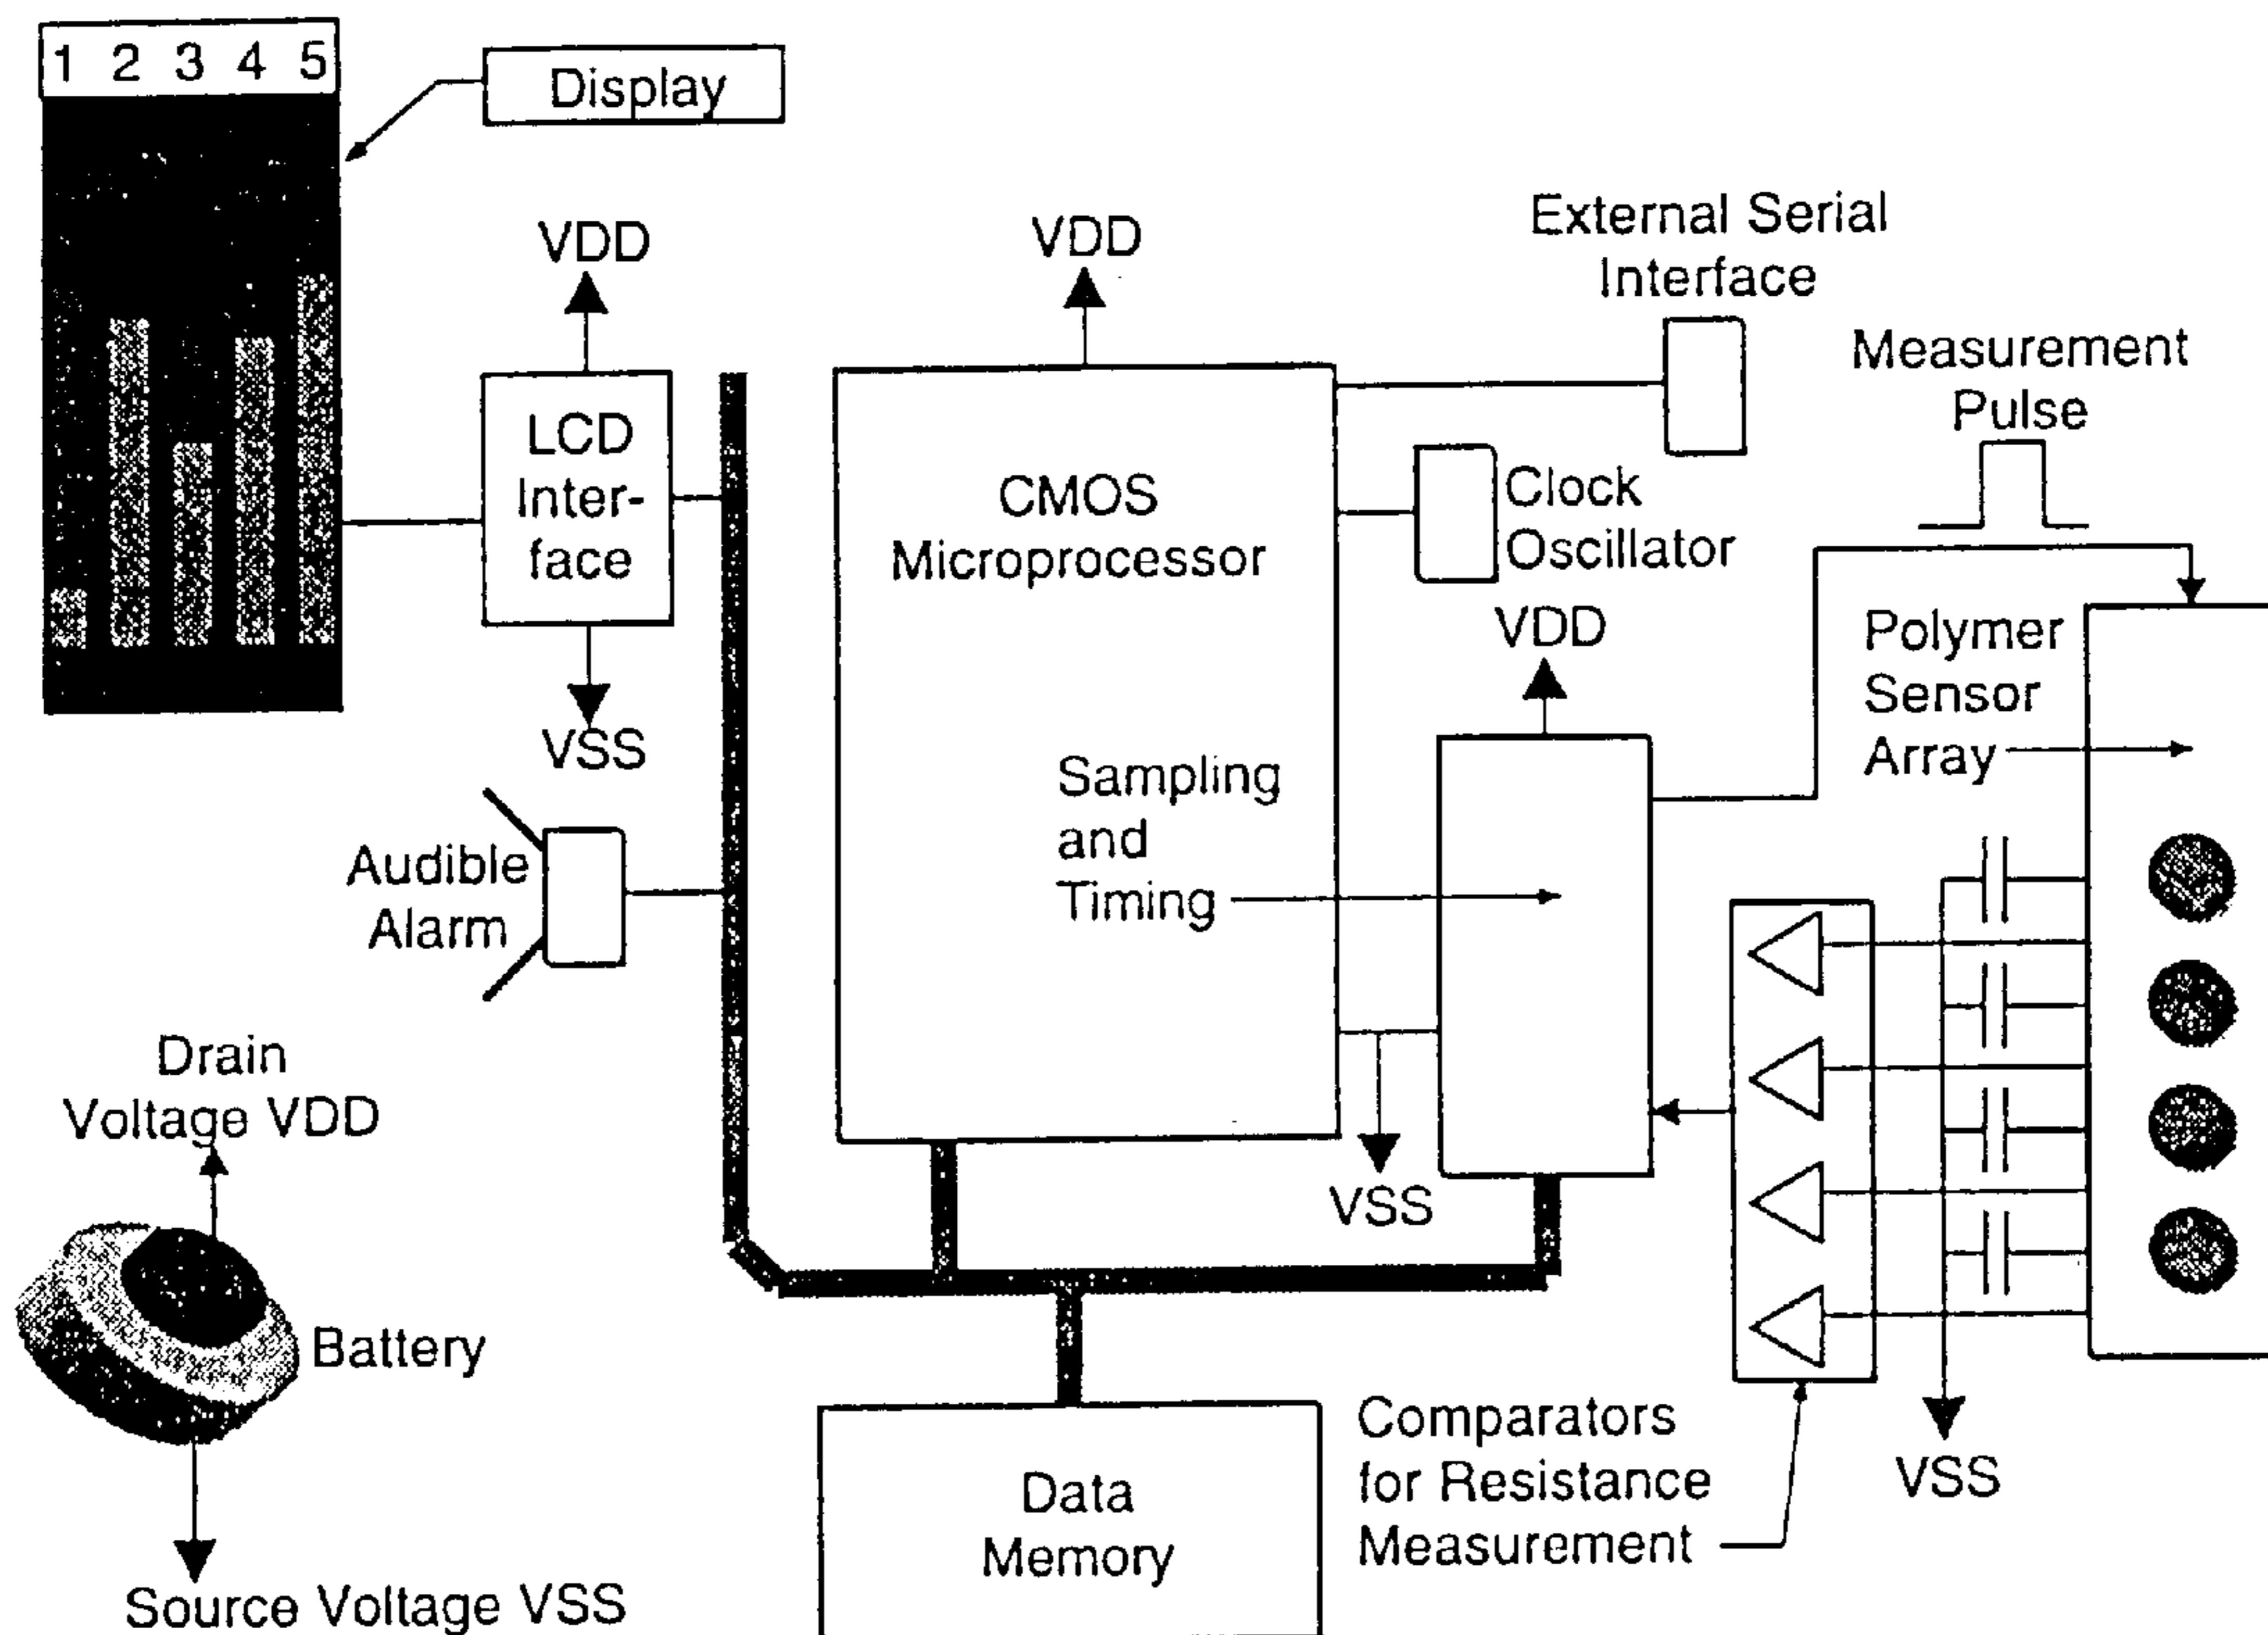 1 2 3 4 5
Display
VDD
VDD
External Serial
Interface
Measurement
Pulse
LCD
Inter-
face
CMOS
Microprocessor
Clock
Oscillator
VDD
Polymer
Sensor
Array
VSS
Sampling
and
Timing
Audible
Alarm
Drain
Voltage VDD
VSS
Battery
Comparators
for Resistance
Measurement
VSS
Data
Memory
Source Voltage VSS